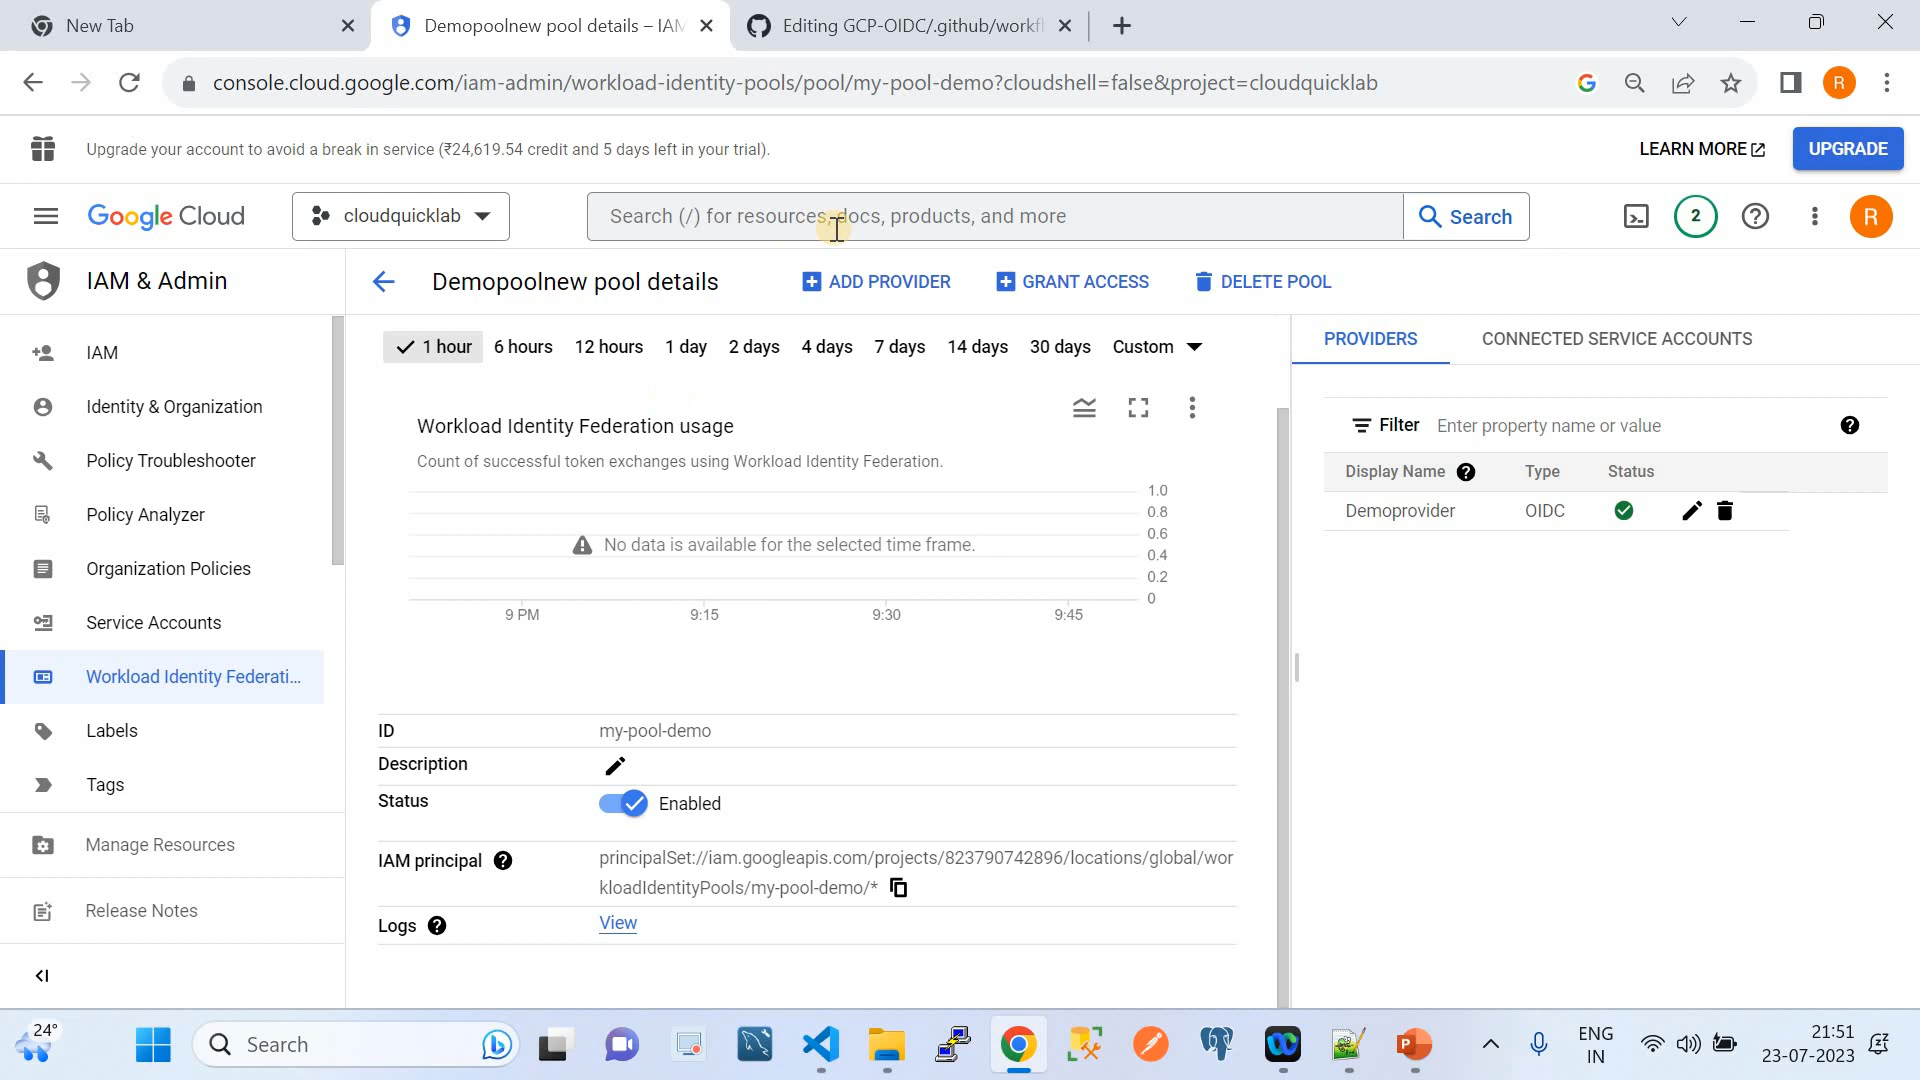 New Tab
Demopoolnew pool details – IAM
Editing GCP-OIDC/.github/workfl
console.cloud.google.com/iam-admin/workload-identity-pools/pool/my-pool-demo?cloudshell=false&project=cloudquicklab
R
Upgrade your account to avoid a break in service (₹24,619.54 credit and 5 days left in your trial).
LEARN MORE
UPGRADE
Google Cloud
cloudquicklab
Search (/) for resources, docs, products, and more
Search
2
R
IAM & Admin
Demopoolnew pool details
ADD PROVIDER
GRANT ACCESS
DELETE POOL
IAM
Identity & Organization
Policy Troubleshooter
Policy Analyzer
Organization Policies
Service Accounts
Workload Identity Federati...
Labels
Tags
Manage Resources
Release Notes
1 hour
6 hours
12 hours
1 day
2 days
4 days
7 days
14 days
30 days
Custom
Workload Identity Federation usage
Count of successful token exchanges using Workload Identity Federation.
1.0
0.8
0.6
0.4
0.2
0
No data is available for the selected time frame.
9 PM
9:15
9:30
9:45
ID
my-pool-demo
Description
Status
Enabled
IAM principal
principalSet://iam.googleapis.com/projects/823790742896/locations/global/wor
kloadIdentityPools/my-pool-demo/*
Logs
View
PROVIDERS
CONNECTED SERVICE ACCOUNTS
Filter
Enter property name or value
Display Name
Type
Status
Demoprovider
OIDC
24°
Search
ENG
IN
21:51
23-07-2023